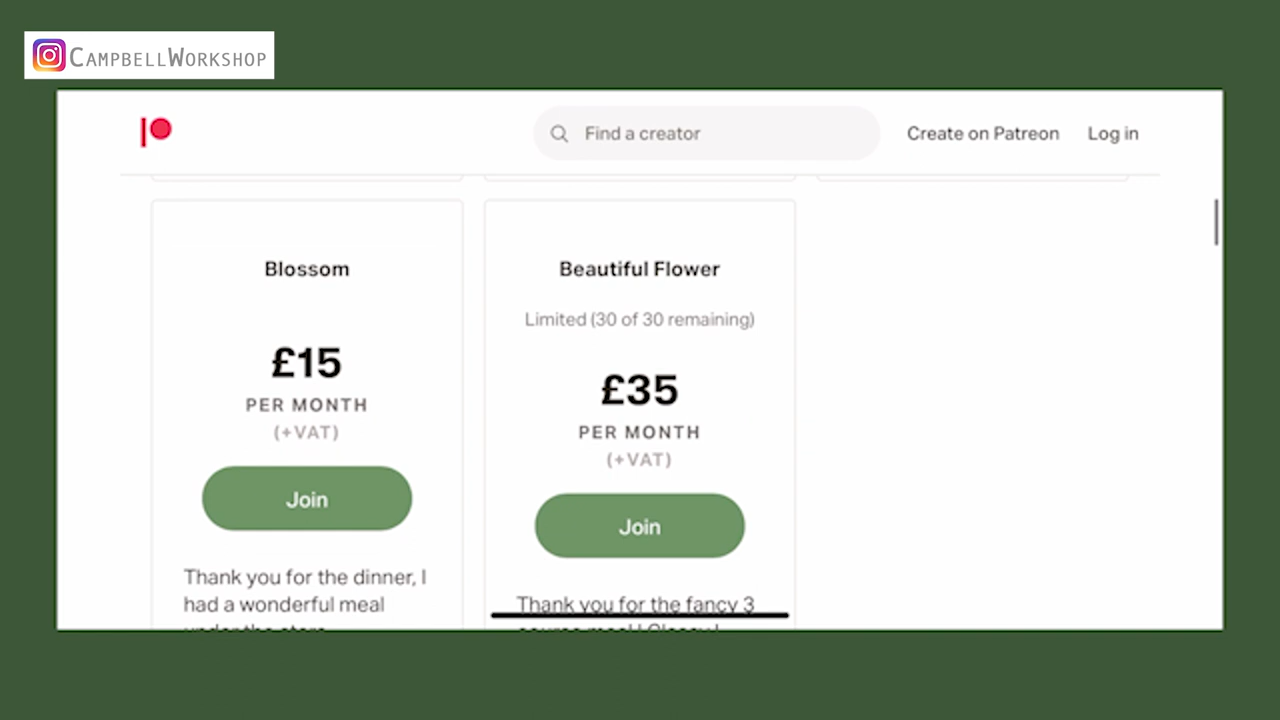 CAMPBELLWORKSHOP
Find a creator
Create on Patreon
Log in
Blossom
£15
PER MONTH
(+VAT)
Join
Thank you for the dinner, I
had a wonderful meal
Beautiful Flower
Limited (30 of 30 remaining)
£35
PER MONTH
(+VAT)
Join
Thank you for the fancy 3